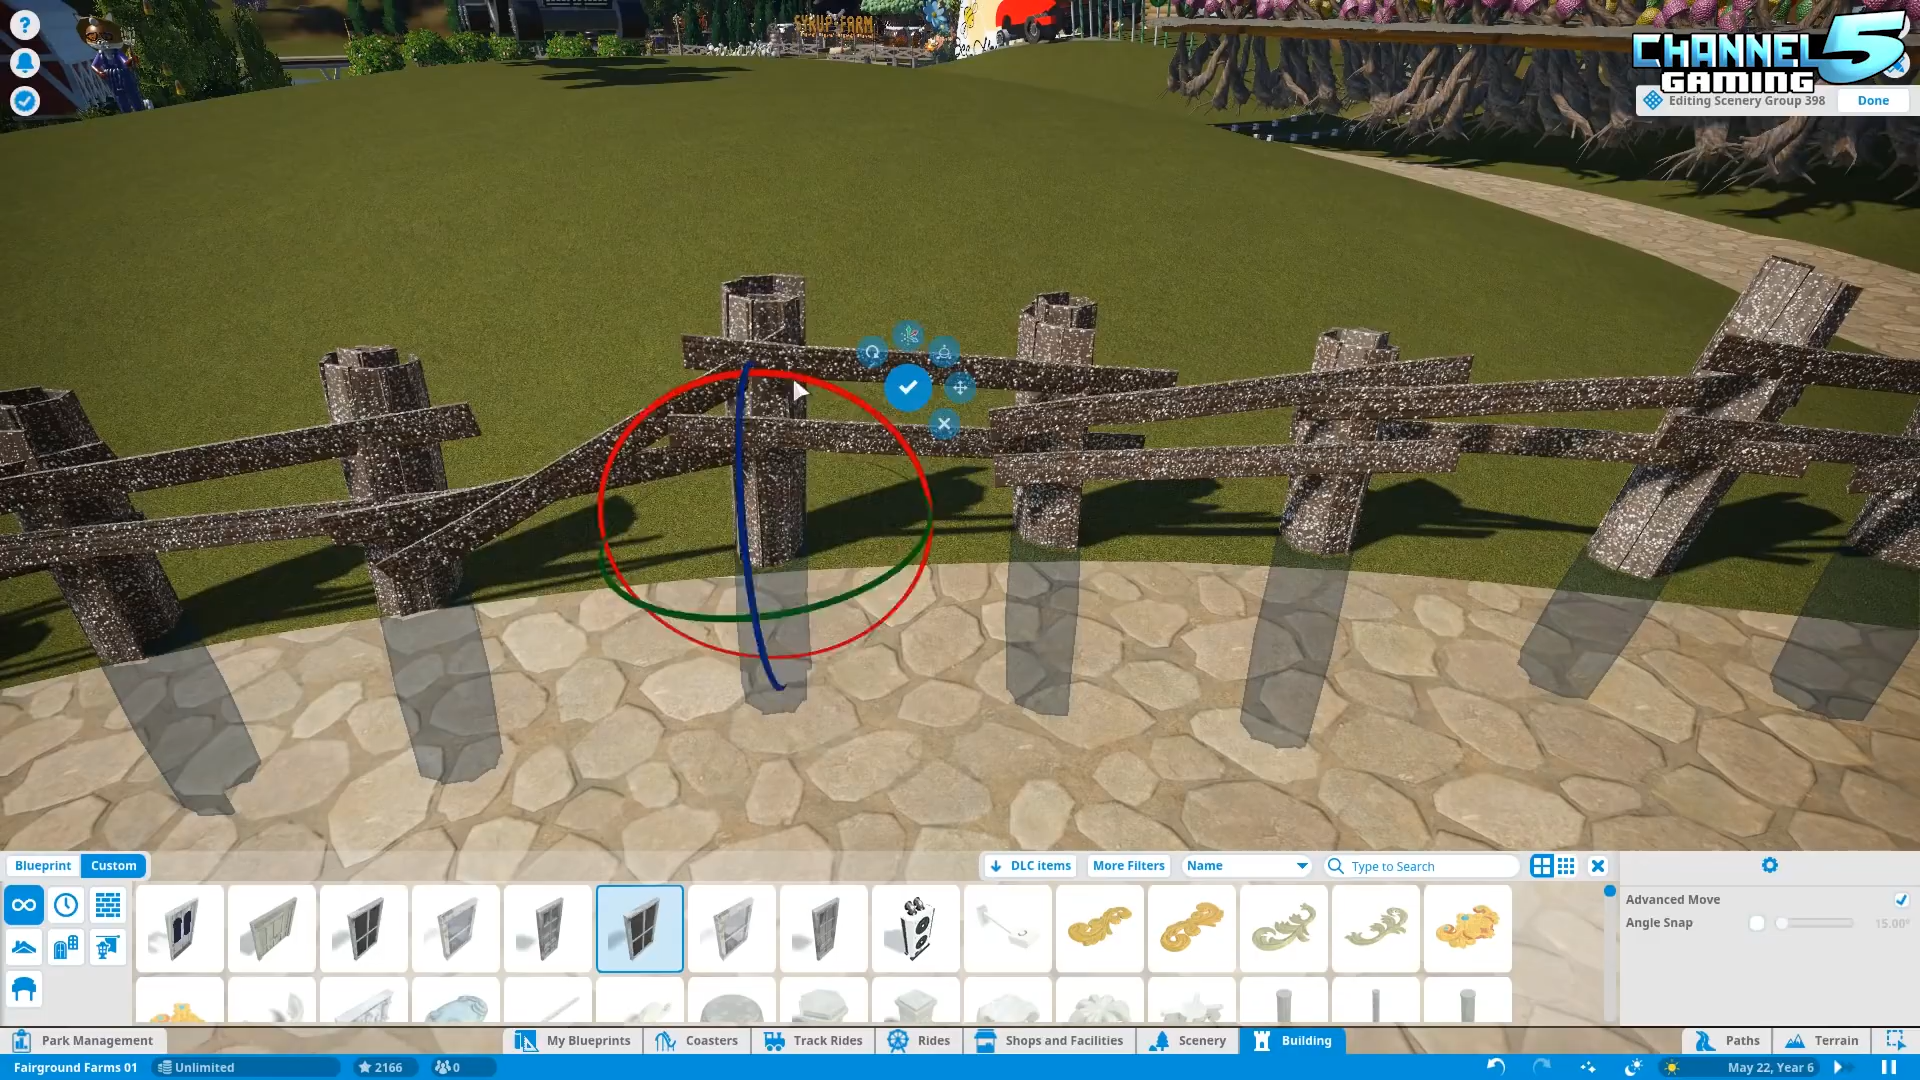 SYRUP FARM
CHANNEL 5
GAMING
Editing Scenery Group 398
Done
Blueprint
Custom
DLC items
More Filters
Name
Type to Search
Advanced Move
Angle Snap
15.00°
Park Management
My Blueprints
Coasters
Track Rides
Rides
Shops and Facilities
Scenery
Building
Paths
Terrain
Fairground Farms 01
Unlimited
2166
0
May 22, Year 6